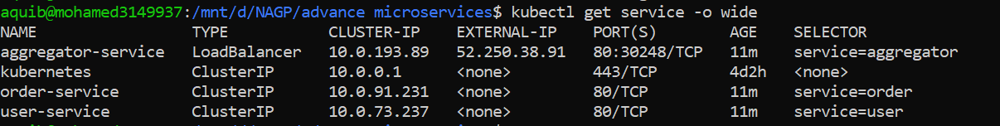 aquib@mohamed3149937:/mnt/d/NAGP/advance microservices$ kubectl get service -o wide
NAME TYPE CLUSTER-IP EXTERNAL-IP PORT(S) AGE SELECTOR
aggregator-service LoadBalancer 10.0.193.89 52.250.38.91 80:30248/TCP 11m service=aggregator
kubernetes ClusterIP 10.0.0.1 <none> 443/TCP 4d2h <none>
order-service ClusterIP 10.0.91.231 <none> 80/TCP 11m service=order
user-service ClusterIP 10.0.73.237 <none> 80/TCP 11m service=user